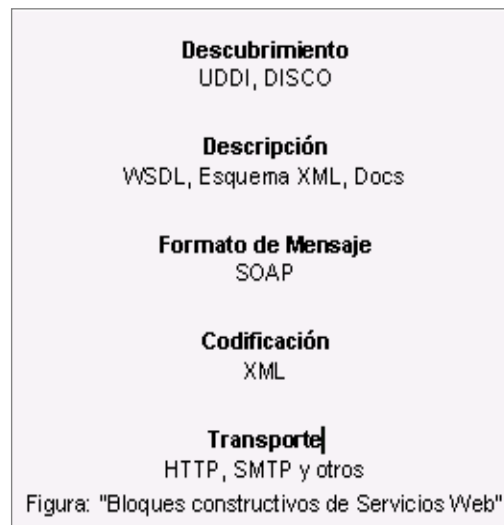 Descubrimiento
UDDI, DISCO
Descripción
WSDL, Esquema XML, Docs
Formato de Mensaje
SOAP
Codificación
XML
Transporte
HTTP, SMTP y otros
Figura: "Bloques constructivos de Servicios Web"